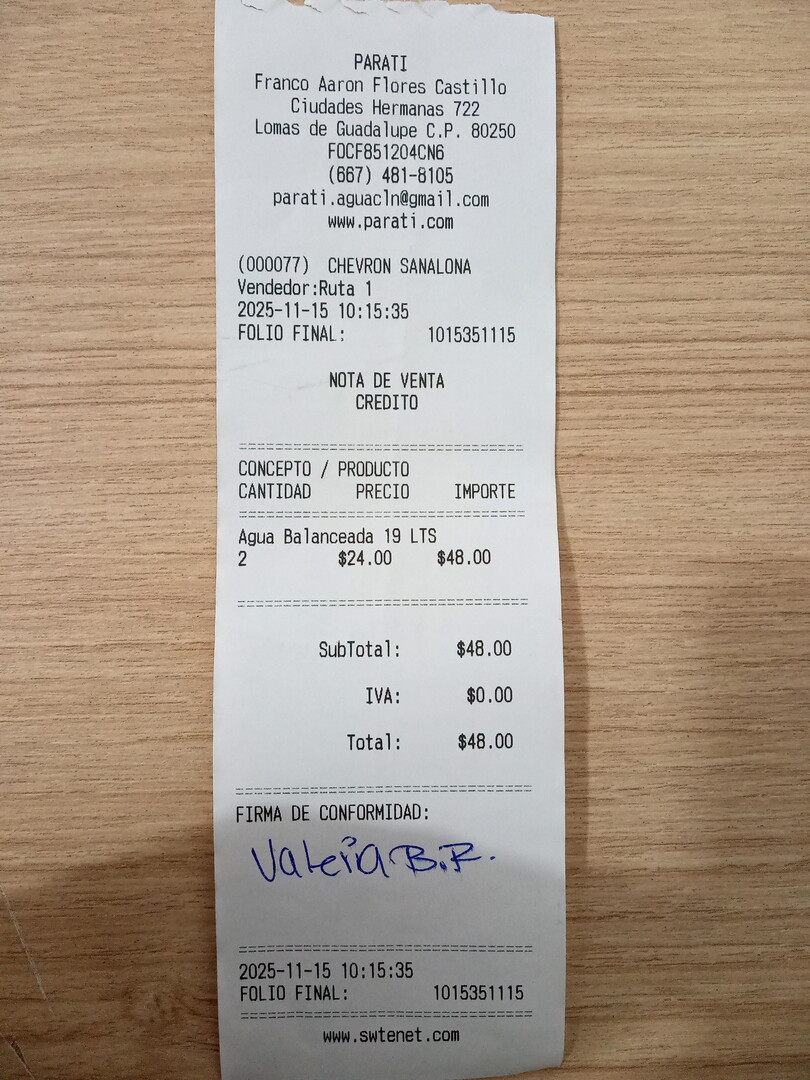 PARATI
Franco Aaron Flores Castillo
Ciudades Hermanas 722
Lomas de Guadalupe C.P. 80250
FOCF851204CN6
(667) 481-8105
parati.aguacln@gmail.com
www.parati.com
(000077) CHEVRON SANALONA
Vendedor:Ruta 1
2025-11-15 10:15:35
FOLIO FINAL: 1015351115
NOTA DE VENTA
CREDITO
CONCEPTO / PRODUCTO
CANTIDAD PRECIO IMPORTE
Agua Balanceada 19 LTS
2 $24.00 $48.00
SubTotal: $48.00
IVA: $0.00
Total: $48.00
FIRMA DE CONFORMIDAD:
Valeria B.R.
2025-11-15 10:15:35
FOLIO FINAL: 1015351115
www.swtenet.com